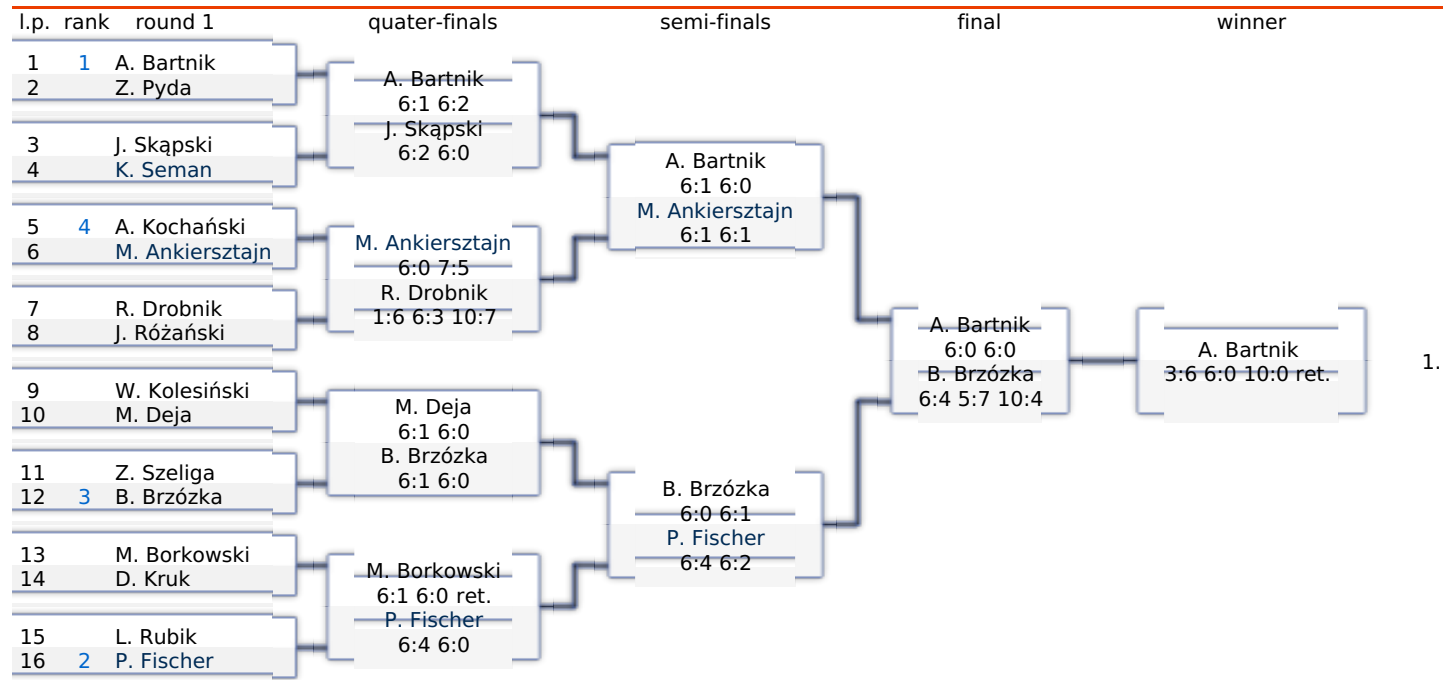 l.p. rank round 1 quater-finals semi-finals final winner
1 1 A. Bartnik
2 Z. Pyda
3 J. Skąpski
4 K. Seman
5 4 A. Kochański
6 M. Ankiersztajn
7 R. Drobnik
8 J. Różański
9 W. Kolesiński
10 M. Deja
11 Z. Szeliga
12 3 B. Brzózka
13 M. Borkowski
14 D. Kruk
15 L. Rubik
16 2 P. Fischer
A. Bartnik
6:1 6:2
J. Skąpski
6:2 6:0
M. Ankiersztajn
6:0 7:5
R. Drobnik
1:6 6:3 10:7
M. Deja
6:1 6:0
B. Brzózka
6:1 6:0
M. Borkowski
6:1 6:0 ret.
P. Fischer
6:4 6:0
A. Bartnik
6:1 6:0
M. Ankiersztajn
6:1 6:1
B. Brzózka
6:0 6:1
P. Fischer
6:4 6:2
A. Bartnik
6:0 6:0
B. Brzózka
6:4 5:7 10:4
A. Bartnik
3:6 6:0 10:0 ret.
1.